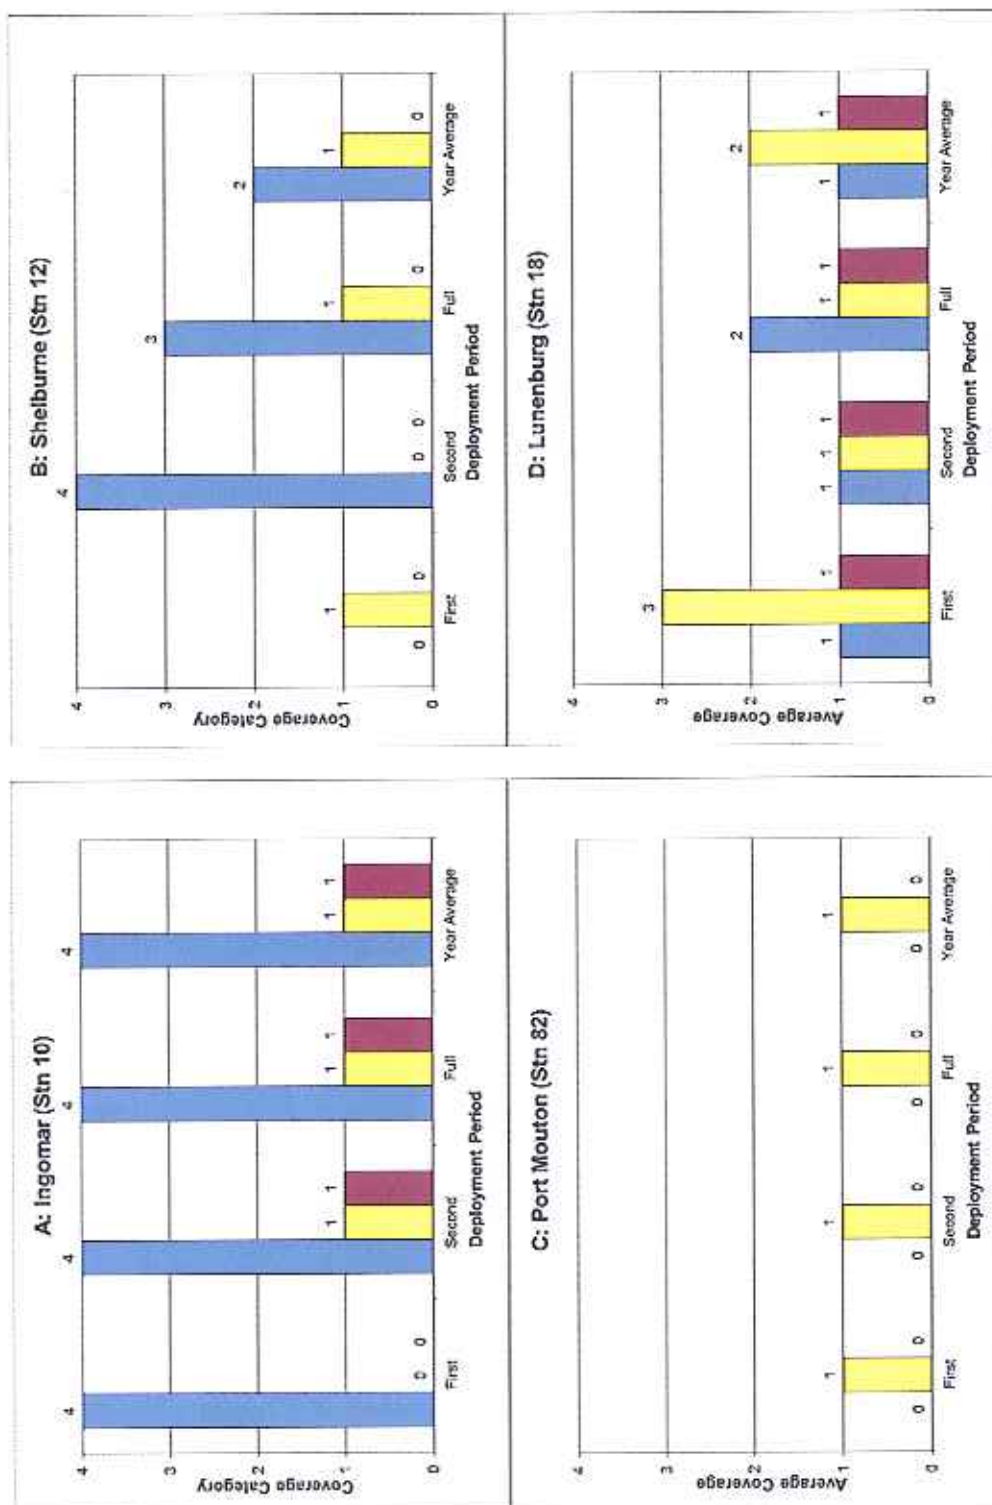 A: Ingomar (Stn 10)
Coverage Category
4
3
2
1
0
4
0
0
4
1
1
4
1
1
4
1
1
First
Second
Full
Year Average
Deployment Period
B: Shelburne (Stn 12)
Coverage Category
4
3
2
1
0
0
1
0
4
0
0
3
1
0
2
1
0
First
Second
Full
Year Average
Deployment Period
C: Port Mouton (Stn 82)
Average Coverage
4
3
2
1
0
0
1
0
0
1
0
0
1
0
0
1
0
First
Second
Full
Year Average
Deployment Period
D: Lunenburg (Stn 18)
Average Coverage
4
3
2
1
0
1
3
1
1
1
1
2
1
1
1
2
1
First
Second
Full
Year Average
Deployment Period